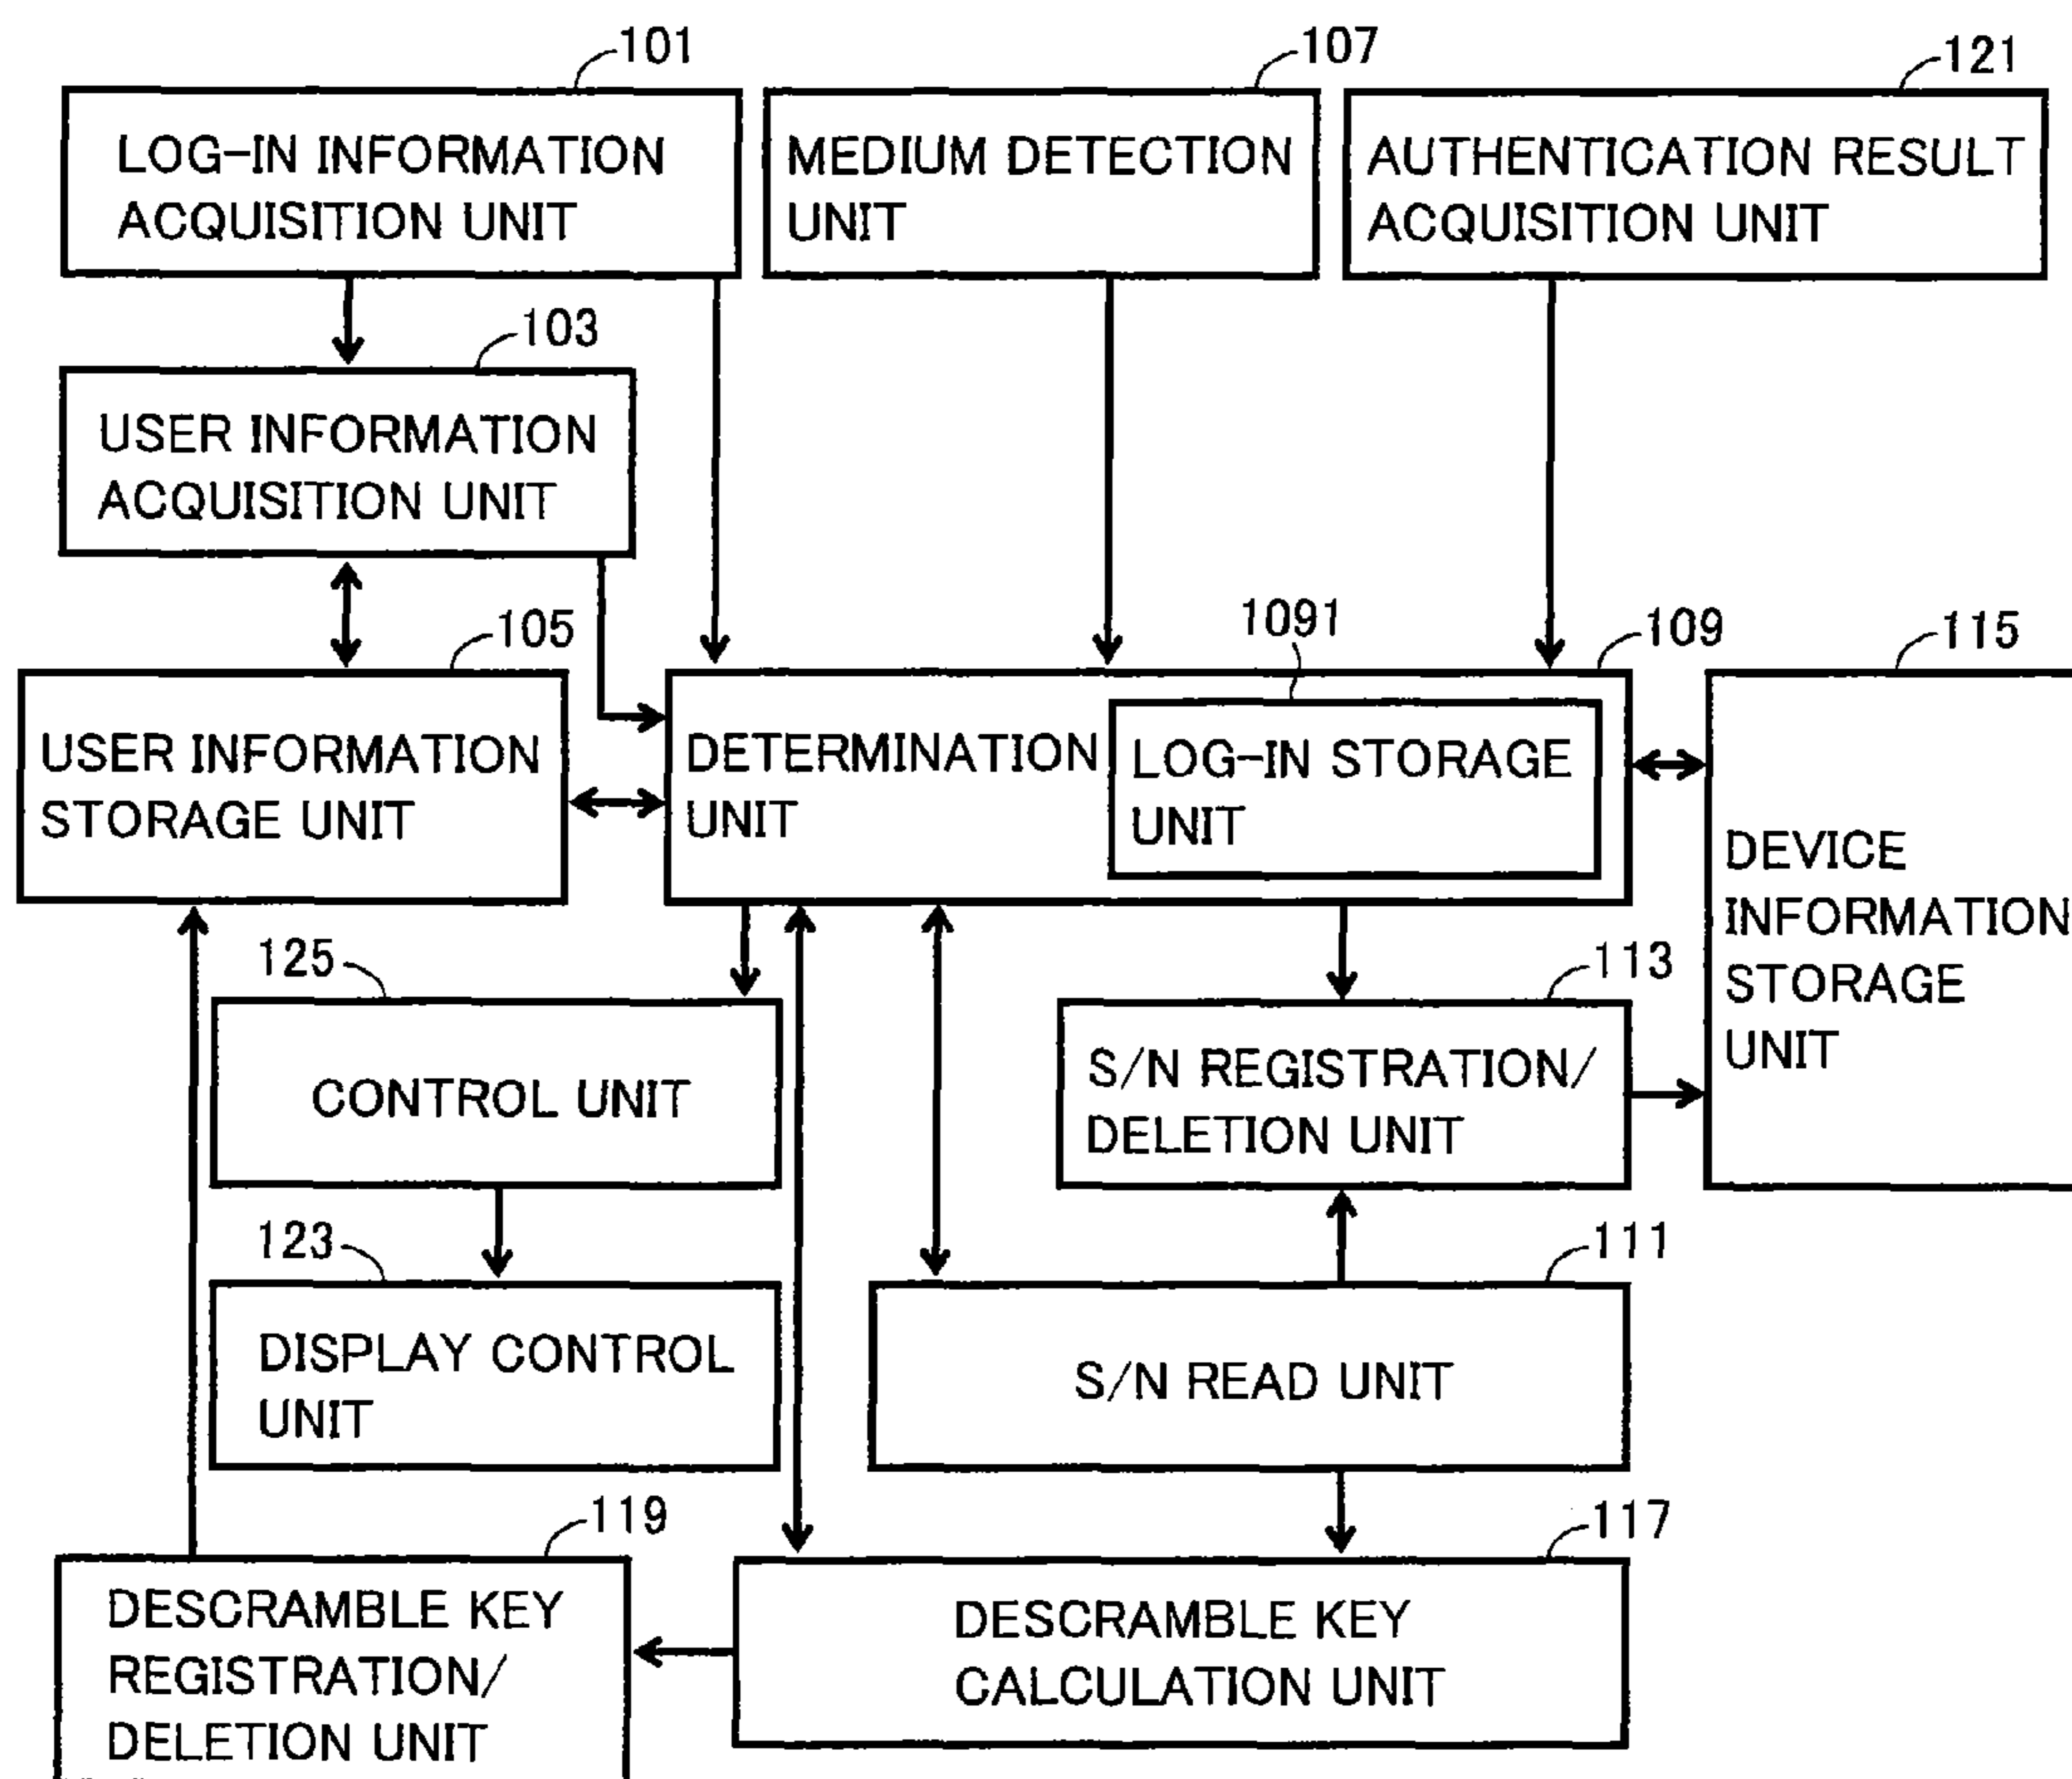 101
LOG-IN INFORMATION
ACQUISITION UNIT
107
MEDIUM DETECTION
UNIT
121
AUTHENTICATION RESULT
ACQUISITION UNIT
103
USER INFORMATION
ACQUISITION UNIT
105
USER INFORMATION
STORAGE UNIT
109
DETERMINATION
UNIT
1091
LOG-IN STORAGE
UNIT
115
DEVICE
INFORMATION
STORAGE
UNIT
125
CONTROL UNIT
113
S/N REGISTRATION/
DELETION UNIT
123
DISPLAY CONTROL
UNIT
111
S/N READ UNIT
119
DESCRAMBLE KEY
REGISTRATION/
DELETION UNIT
117
DESCRAMBLE KEY
CALCULATION UNIT